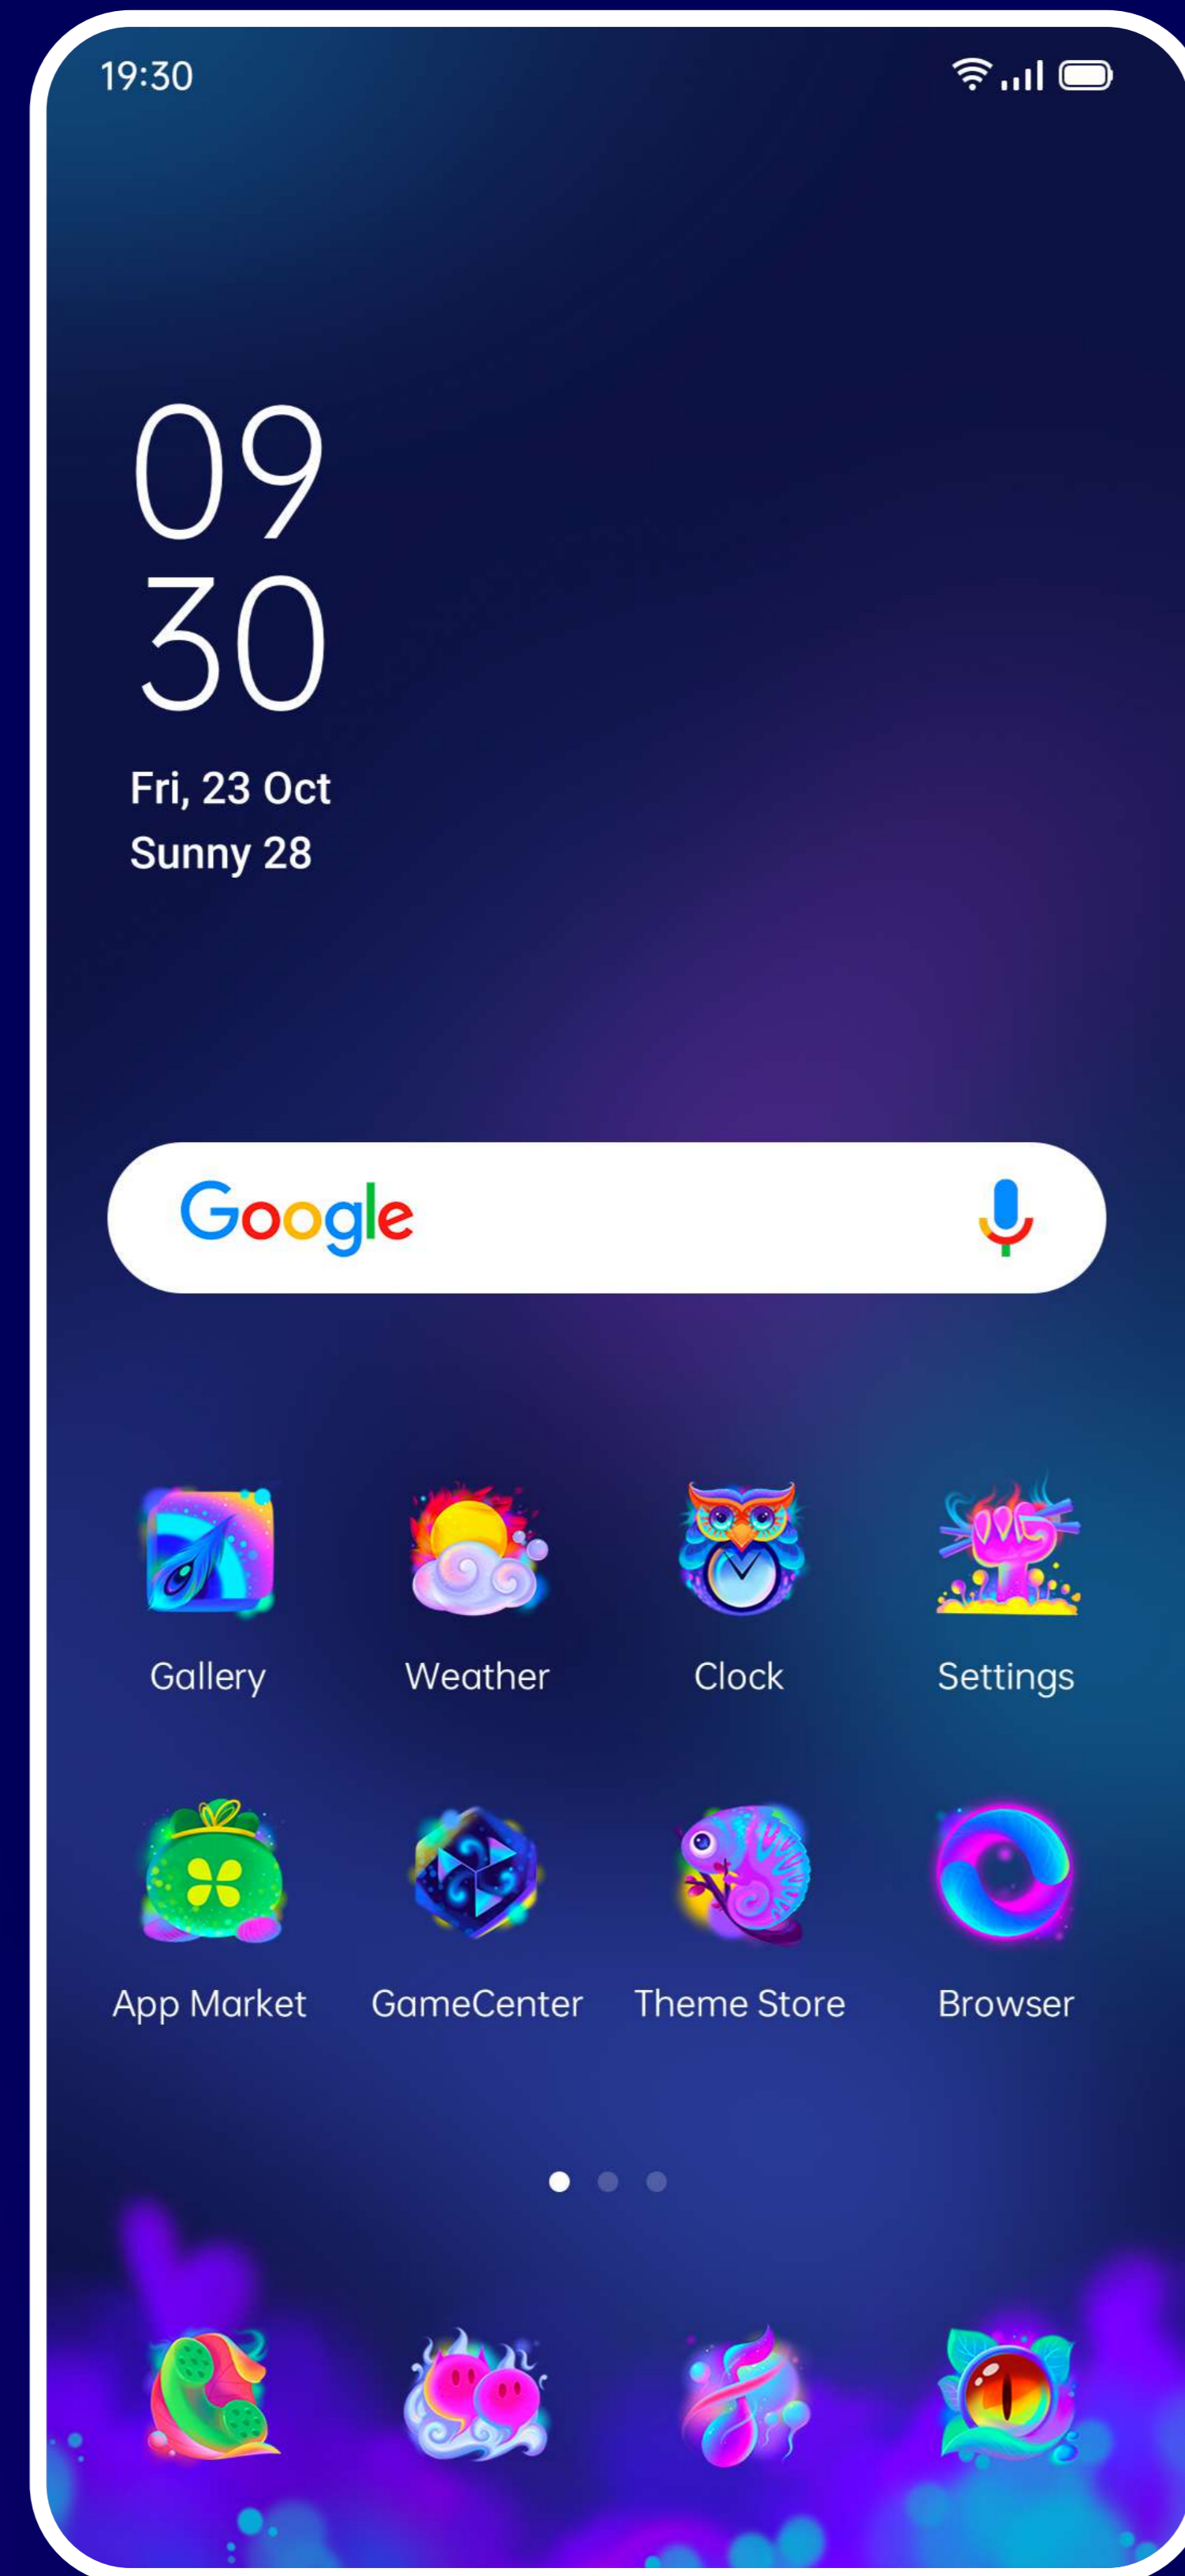 19:30
09
30
Fri, 23 Oct
Sunny 28
Google
Gallery Weather Clock Settings
App Market GameCenter Theme Store Browser